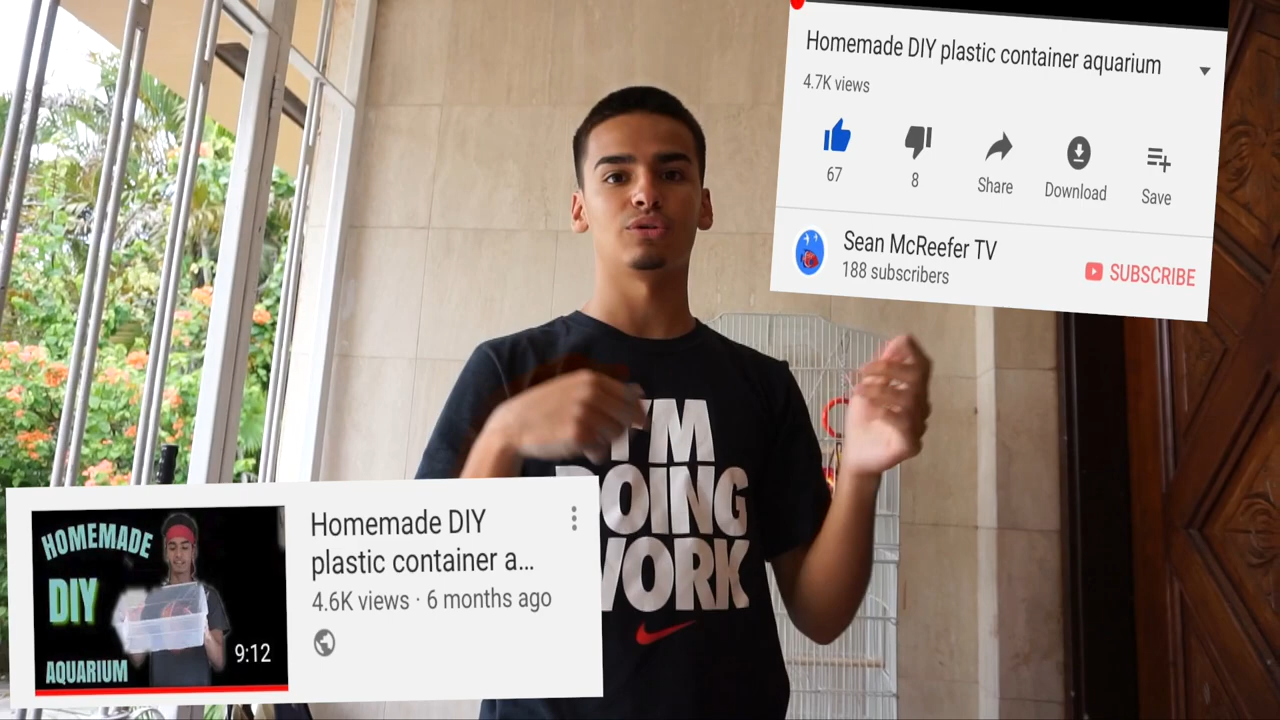 Homemade DIY plastic container aquarium
4.7K views
67
8
Share
Download
Save
Sean McReefer TV
188 subscribers
SUBSCRIBE
I'M
DOING
WORK
HOMEMADE
DIY
AQUARIUM
9:12
Homemade DIY
plastic container a...
4.6K views · 6 months ago